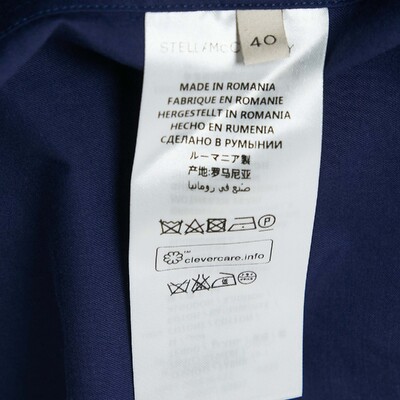 40
MADE IN ROMANIA
FABRIQUE EN ROMANIE
HERGESTELLT IN ROMANIA
HECHO EN RUMENIA
СДЕЛАНО В РУМЫНИИ
ルーマニア製
产地:罗马尼亚
صنع في رومانيا
P
™
clevercare.info